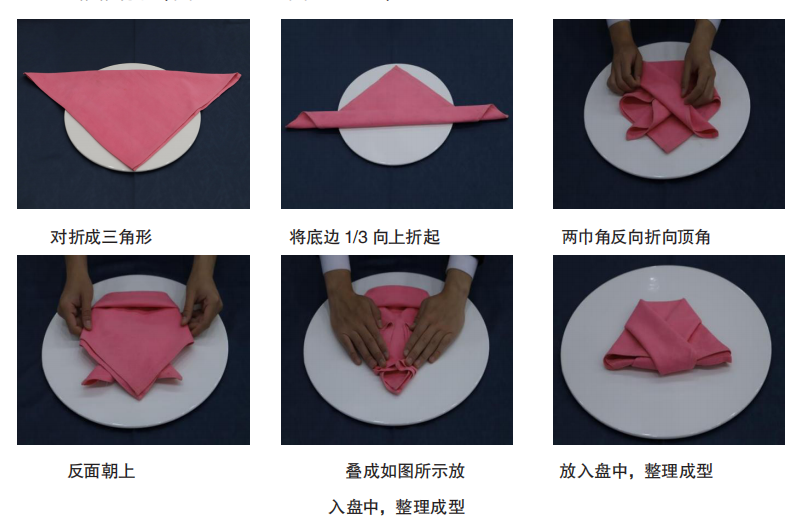 对折成三角形
将底边 1/3 向上折起
两巾角反向折向顶角
反面朝上
叠成如图所示放
入盘中，整理成型
放入盘中，整理成型